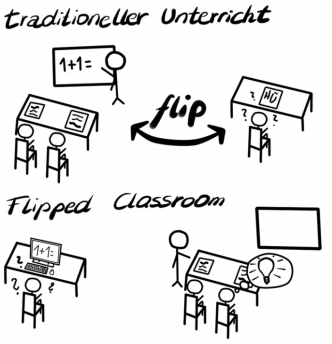 traditioneller Unterricht
1+1=
flip
?
HÜ
? ?
Flipped Classroom
1+1=
?
? ?